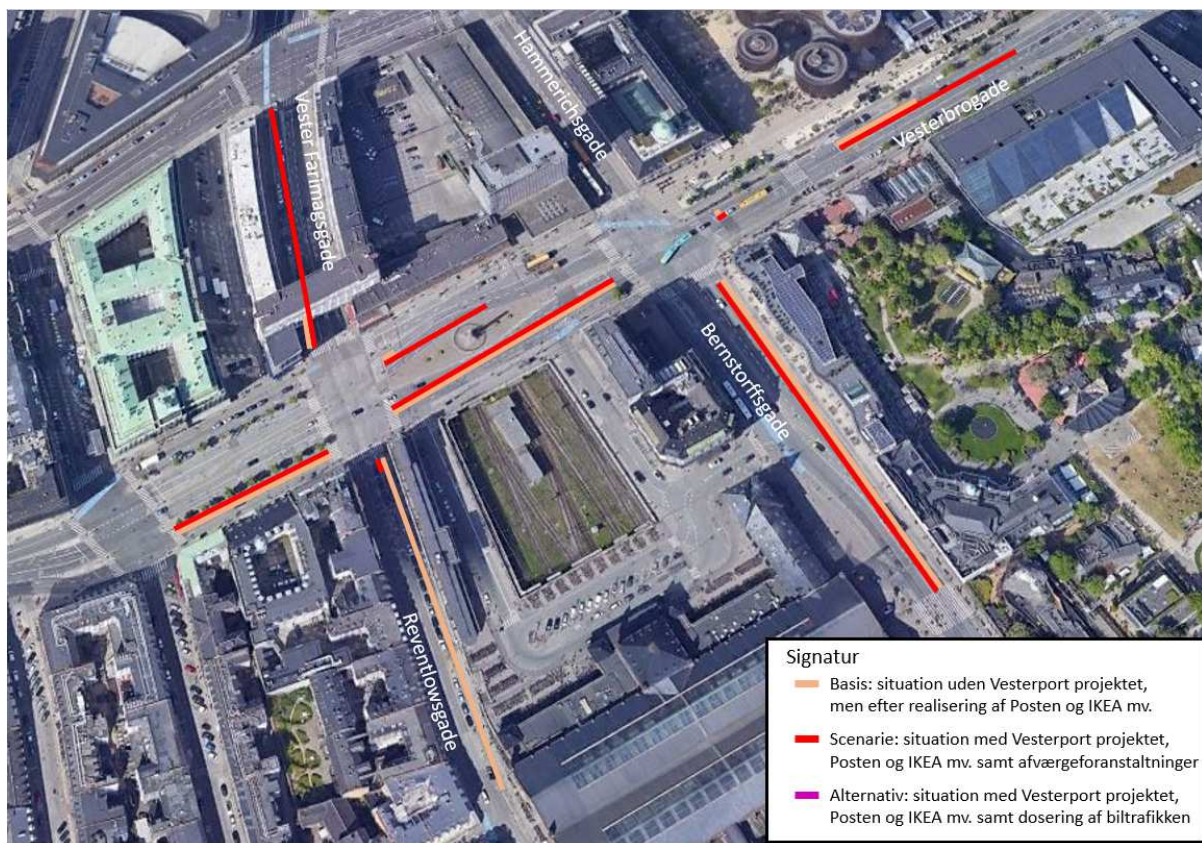 Hammerichsgade
Vester Farimagsgade
Vesterbrogade
Bernstorffsgade
Reventlowsgade
Signatur
Basis: situation uden Vesterport projektet,
men efter realisering af Posten og IKEA mv.
Scenarie: situation med Vesterport projektet,
Posten og IKEA mv. samt afværgeforanstaltninger
Alternativ: situation med Vesterport projektet,
Posten og IKEA mv. samt dosering af biltrafikken